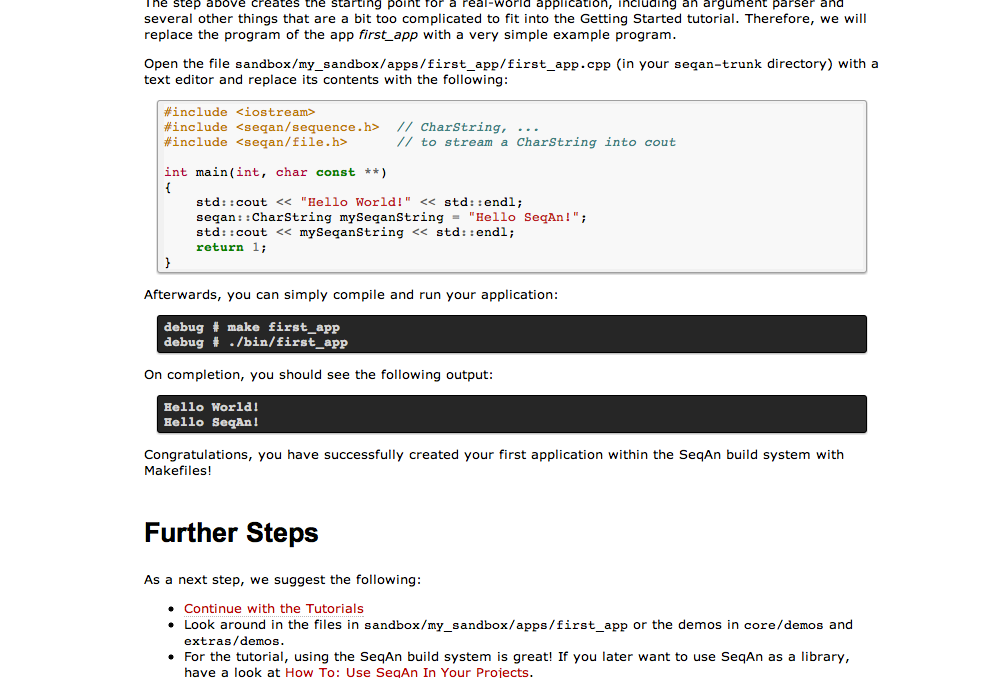 The step above creates the starting point for a real-world application, including an argument parser and
several other things that are a bit too complicated to fit into the Getting Started tutorial. Therefore, we will
replace the program of the app first_app with a very simple example program.
Open the file sandbox/my_sandbox/apps/first_app/first_app.cpp (in your seqan-trunk directory) with a
text editor and replace its contents with the following:
#include <iostream>
#include <seqan/sequence.h>  // CharString, ...
#include <seqan/file.h>      // to stream a CharString into cout
int main(int, char const **)
{
    std::cout << "Hello World!" << std::endl;
    seqan::CharString mySeqanString = "Hello SeqAn!";
    std::cout << mySeqanString << std::endl;
    return 1;
}
Afterwards, you can simply compile and run your application:
debug # make first_app
debug # ./bin/first_app
On completion, you should see the following output:
Hello World!
Hello SeqAn!
Congratulations, you have successfully created your first application within the SeqAn build system with
Makefiles!
Further Steps
As a next step, we suggest the following:
• Continue with the Tutorials
• Look around in the files in sandbox/my_sandbox/apps/first_app or the demos in core/demos and
extras/demos.
• For the tutorial, using the SeqAn build system is great! If you later want to use SeqAn as a library,
have a look at How To: Use SeqAn In Your Projects.